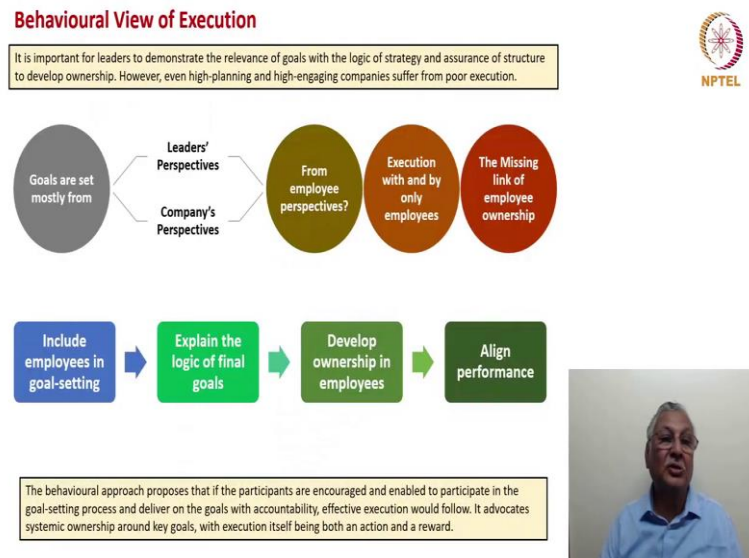 Behavioural View of Execution
NPTEL
It is important for leaders to demonstrate the relevance of goals with the logic of strategy and assurance of structure
to develop ownership. However, even high-planning and high-engaging companies suffer from poor execution.
Goals are set
mostly from
Leaders'
Perspectives
Company's
Perspectives
From
employee
perspectives?
Execution
with and by
only
employees
The Missing
link of
employee
ownership
Include
employees in
goal-setting
Explain the
logic of final
goals
Develop
ownership in
employees
Align
performance
The behavioural approach proposes that if the participants are encouraged and enabled to participate in the
goal-setting process and deliver on the goals with accountability, effective execution would follow. It advocates
systemic ownership around key goals, with execution itself being both an action and a reward.